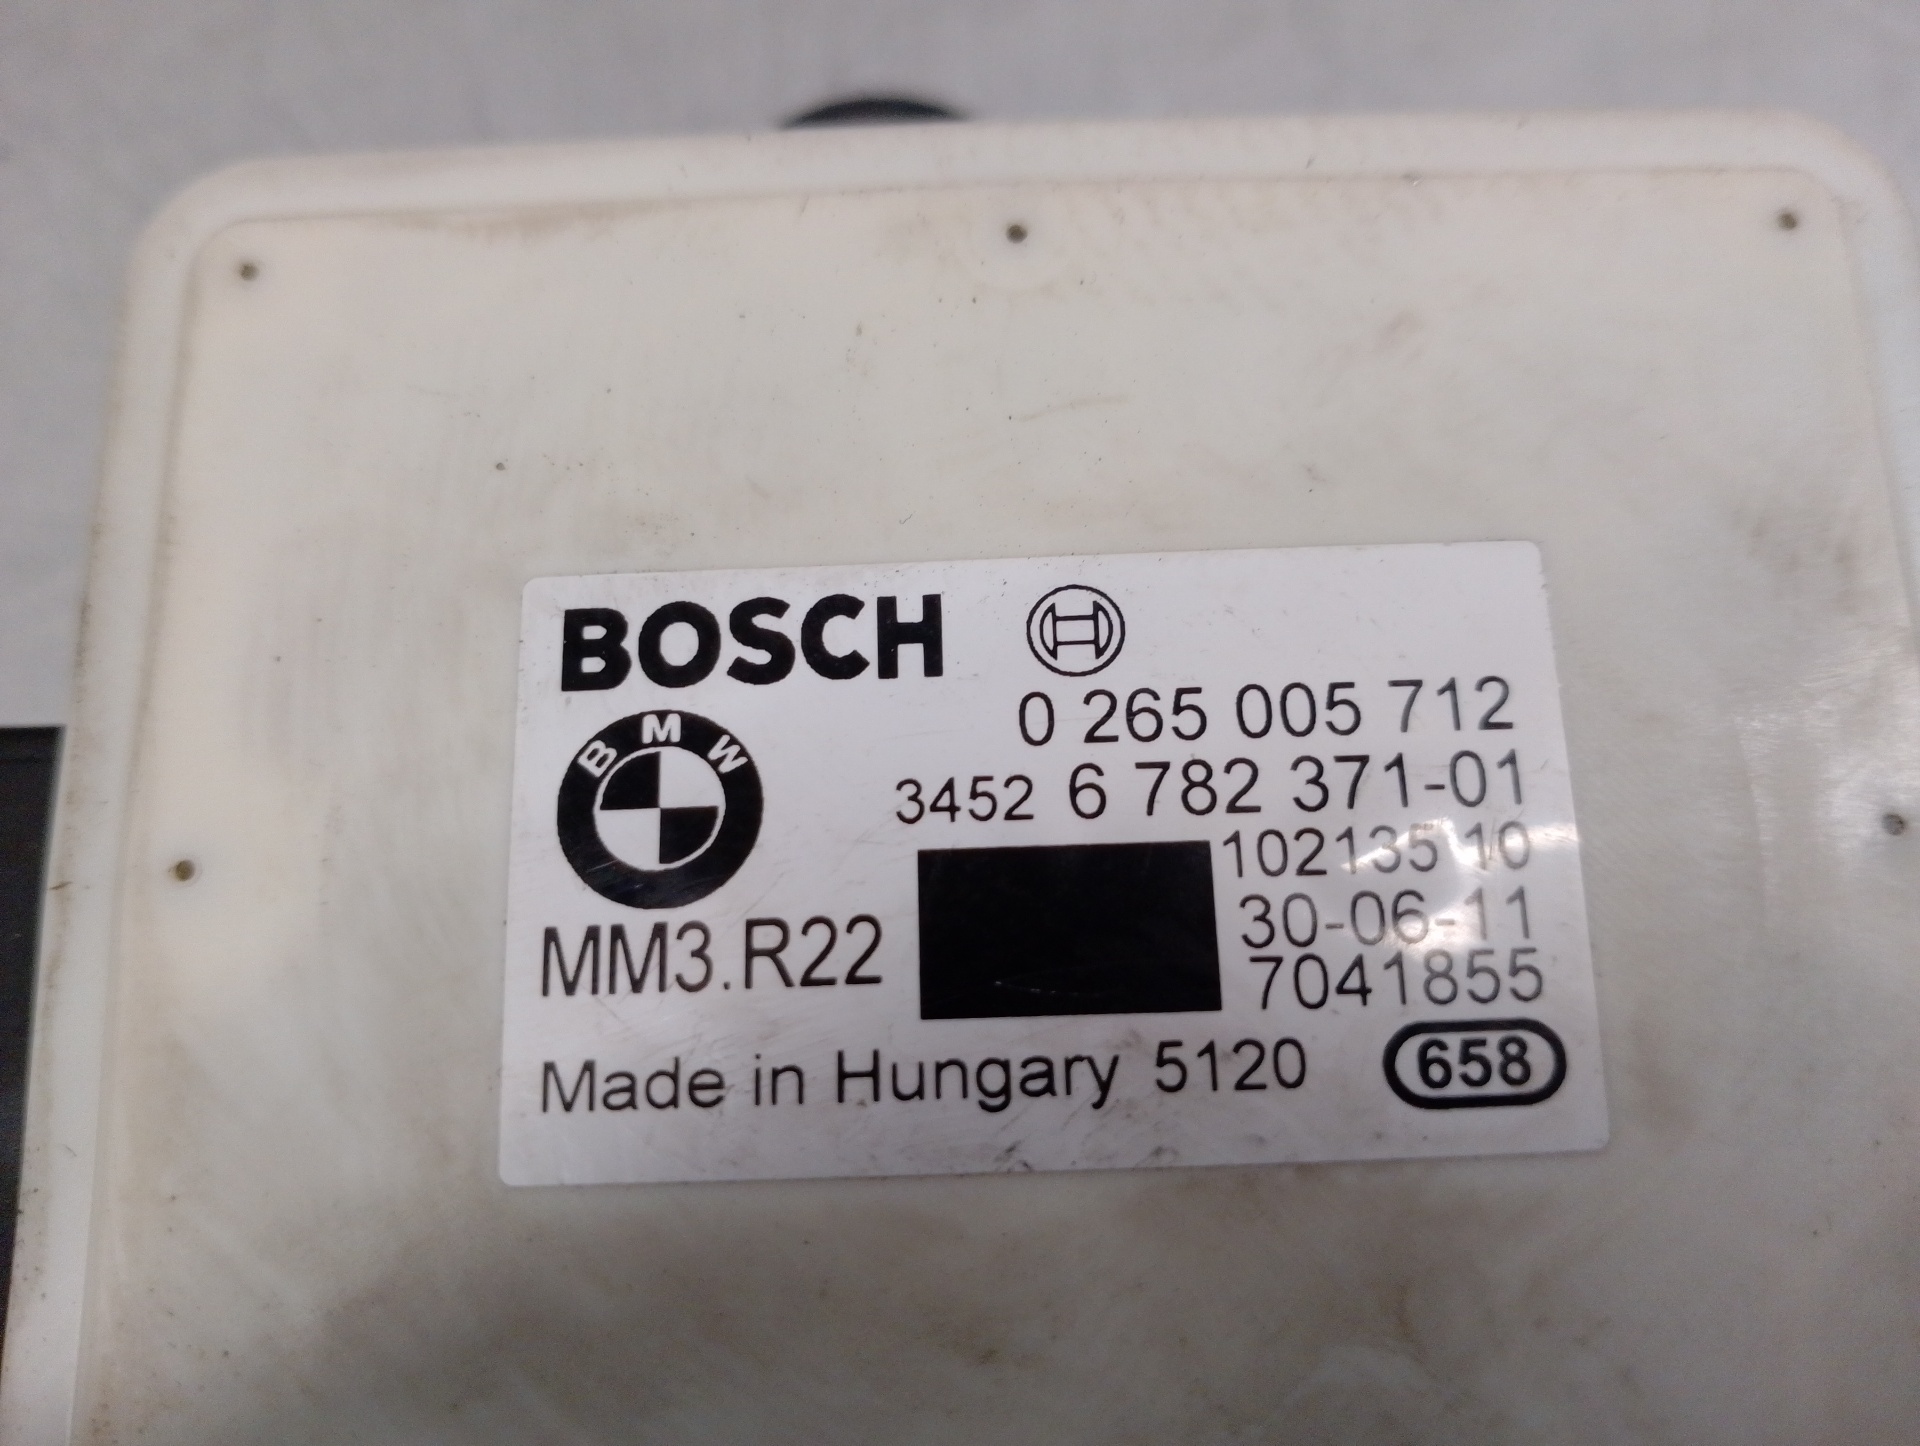 BOSCH
0 265 005 712
BMW
3452 6 782 371-01
10213510
30-06-11
MM3.R22
7041855
Made in Hungary 5120
658